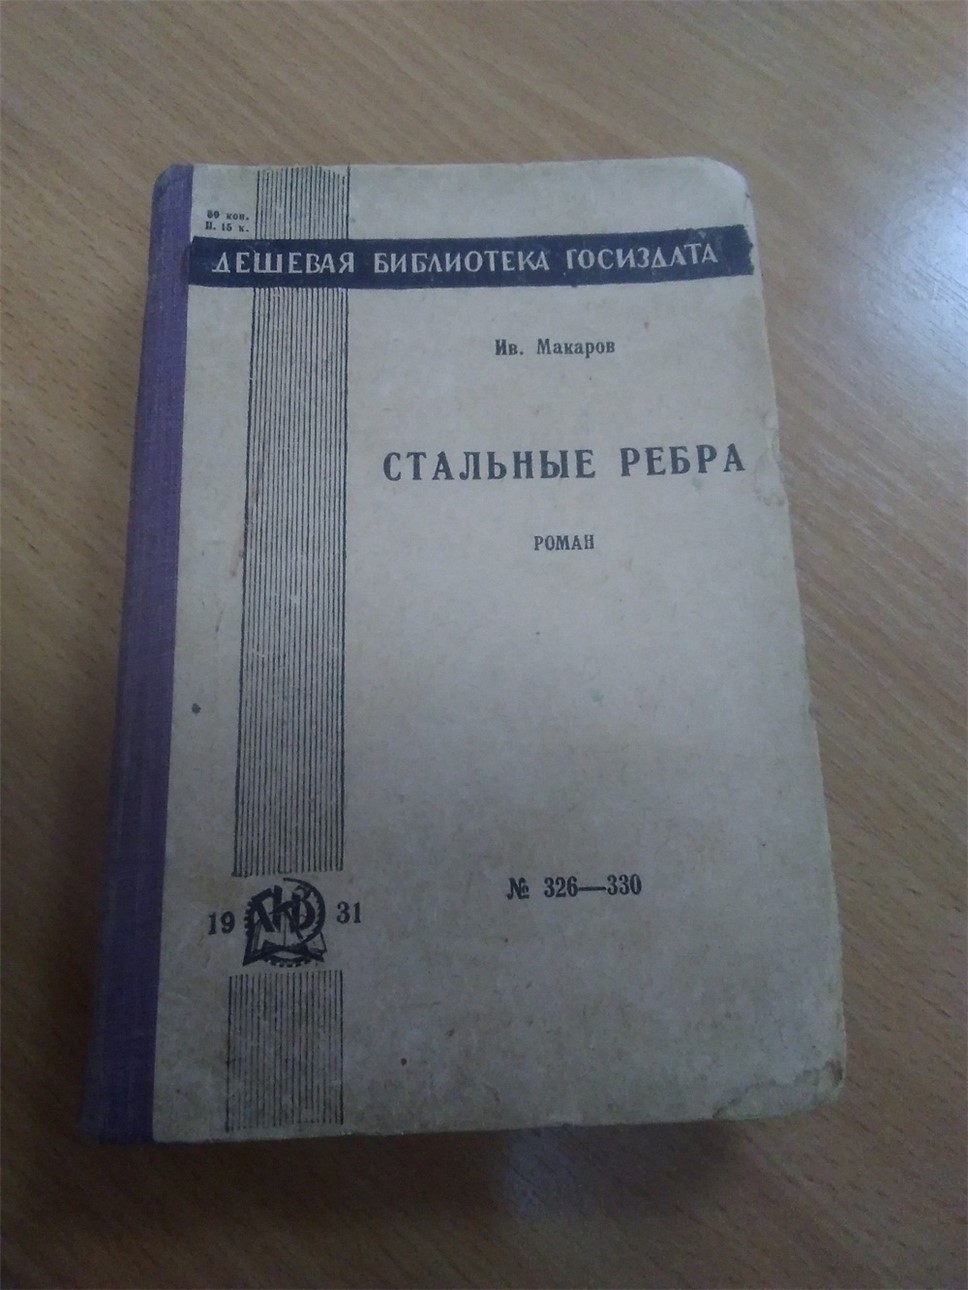 60 коп.
П. 15 к.
ДЕШЕВАЯ БИБЛИОТЕКА ГОСИЗДАТА
Ив. Макаров
СТАЛЬНЫЕ РЕБРА
РОМАН
№ 326—330
19 31